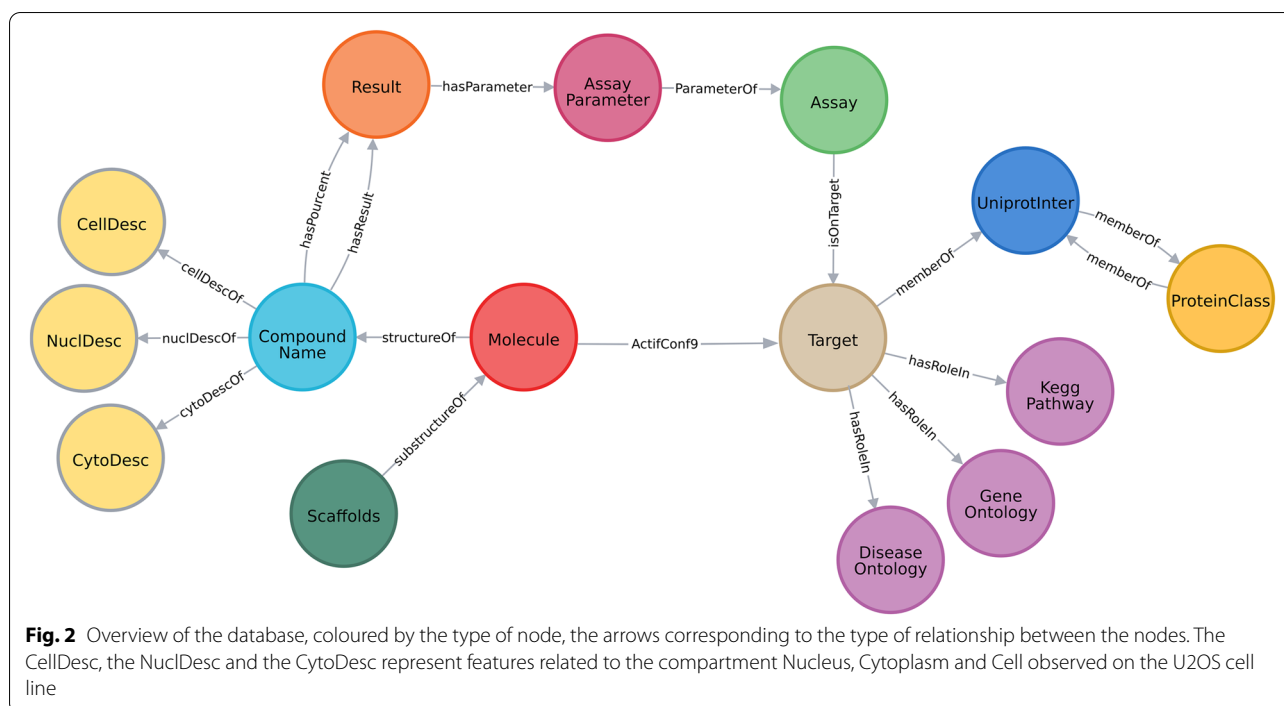 Result
hasParameter
Assay
Parameter
ParameterOf
Assay
hasPourcent
hasResult
isOnTarget
CellDesc
cellDescOf
NuclDesc
nuclDescOf
CytoDesc
cytoDescOf
Compound
Name
structureOf
Molecule
substructureOf
Scaffolds
ActifConf9
Target
memberOf
UniprotInter
memberOf
memberOf
ProteinClass
hasRoleIn
Kegg
Pathway
hasRoleIn
Gene
Ontology
hasRoleIn
Disease
Ontology
Fig. 2 Overview of the database, coloured by the type of node, the arrows corresponding to the type of relationship between the nodes. The
CellDesc, the NuclDesc and the CytoDesc represent features related to the compartment Nucleus, Cytoplasm and Cell observed on the U2OS cell
line